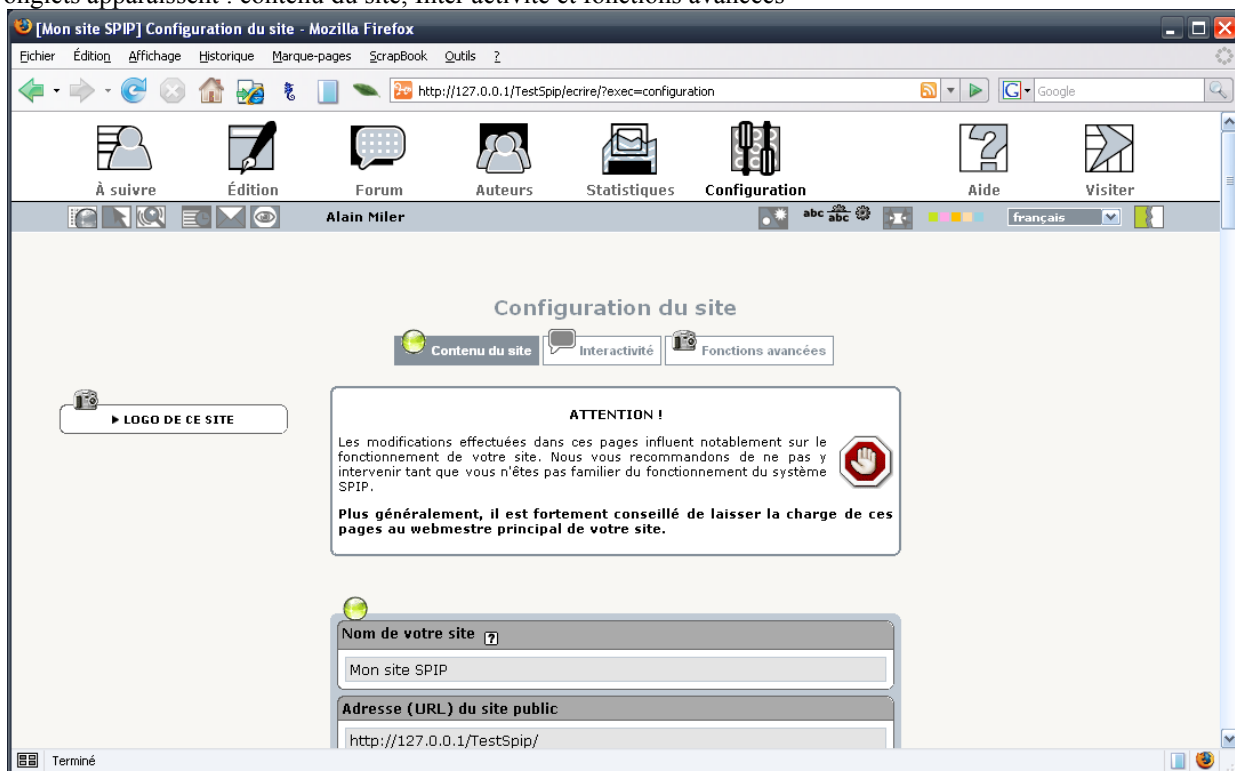 onglets apparaissent : contenu du site, Inter activité et fonctions avancées
[Mon site SPIP] Configuration du site - Mozilla Firefox
Fichier Édition Affichage Historique Marque-pages ScrapBook Outils ?
http://127.0.0.1/TestSpip/ecrire/?exec=configuration
G Google
À suivre Édition Forum Auteurs Statistiques Configuration Aide Visiter
Alain Miler abc abc abc français
Configuration du site
Contenu du site Interactivité Fonctions avancées
LOGO DE CE SITE
ATTENTION !
Les modifications effectuées dans ces pages influent notablement sur le
fonctionnement de votre site. Nous vous recommandons de ne pas y
intervenir tant que vous n'êtes pas familier du fonctionnement du système
SPIP.
Plus généralement, il est fortement conseillé de laisser la charge de ces
pages au webmestre principal de votre site.
Nom de votre site ?
Mon site SPIP
Adresse (URL) du site public
http://127.0.0.1/TestSpip/
Terminé